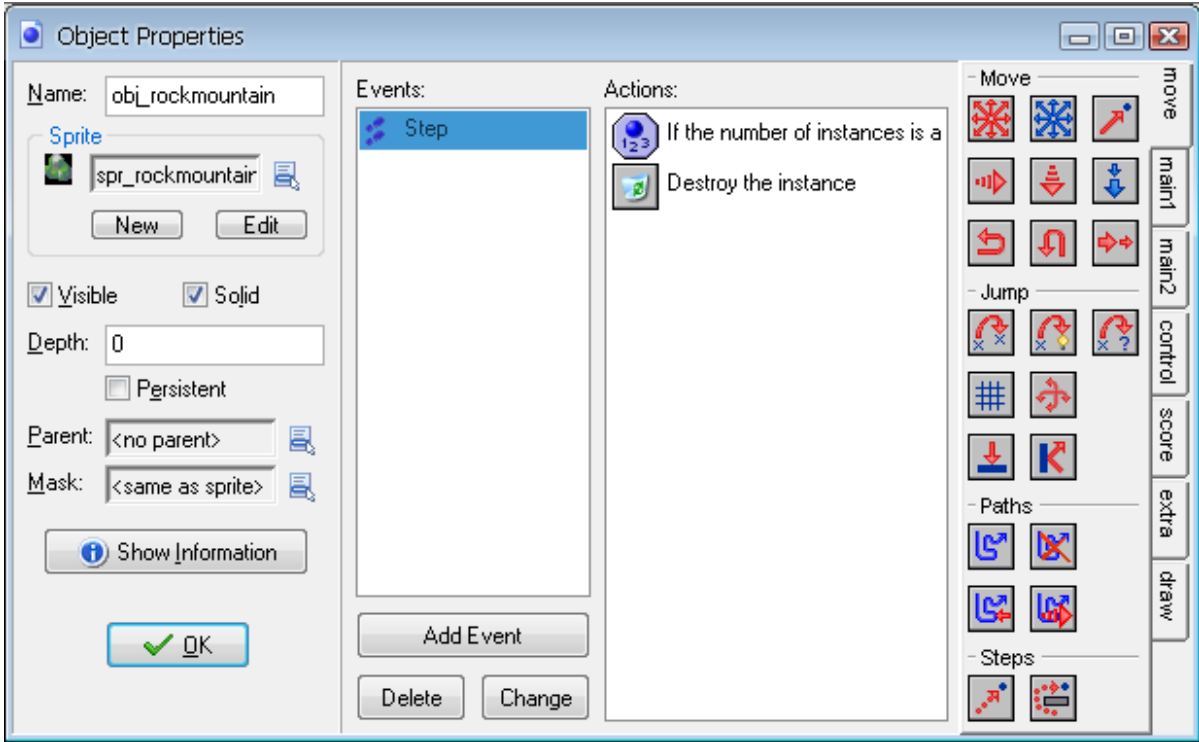 Object Properties
Name: obj_rockmountain
Sprite
spr_rockmountain
New Edit
Visible Solid
Depth: 0
Persistent
Parent: <no parent>
Mask: <same as sprite>
Show Information
OK
Events:
Step
Add Event
Delete Change
Actions:
123 If the number of instances is a
Destroy the instance
Move
Jump
Paths
Steps
move
main1
main2
control
score
extra
draw